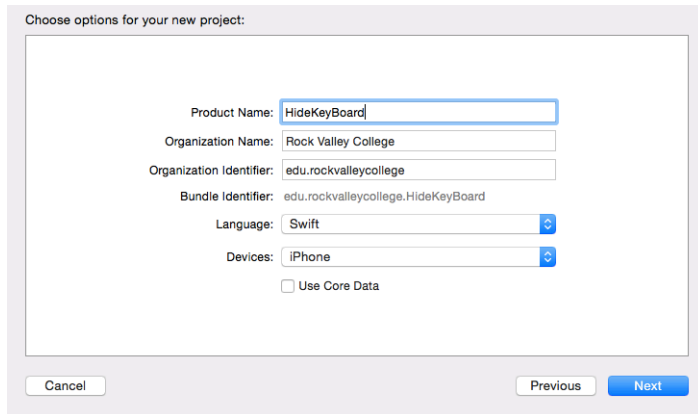 Choose options for your new project:
Product Name: HideKeyBoard
Organization Name: Rock Valley College
Organization Identifier: edu.rockvalleycollege
Bundle Identifier: edu.rockvalleycollege.HideKeyBoard
Language: Swift
Devices: iPhone
Use Core Data
Cancel Previous Next